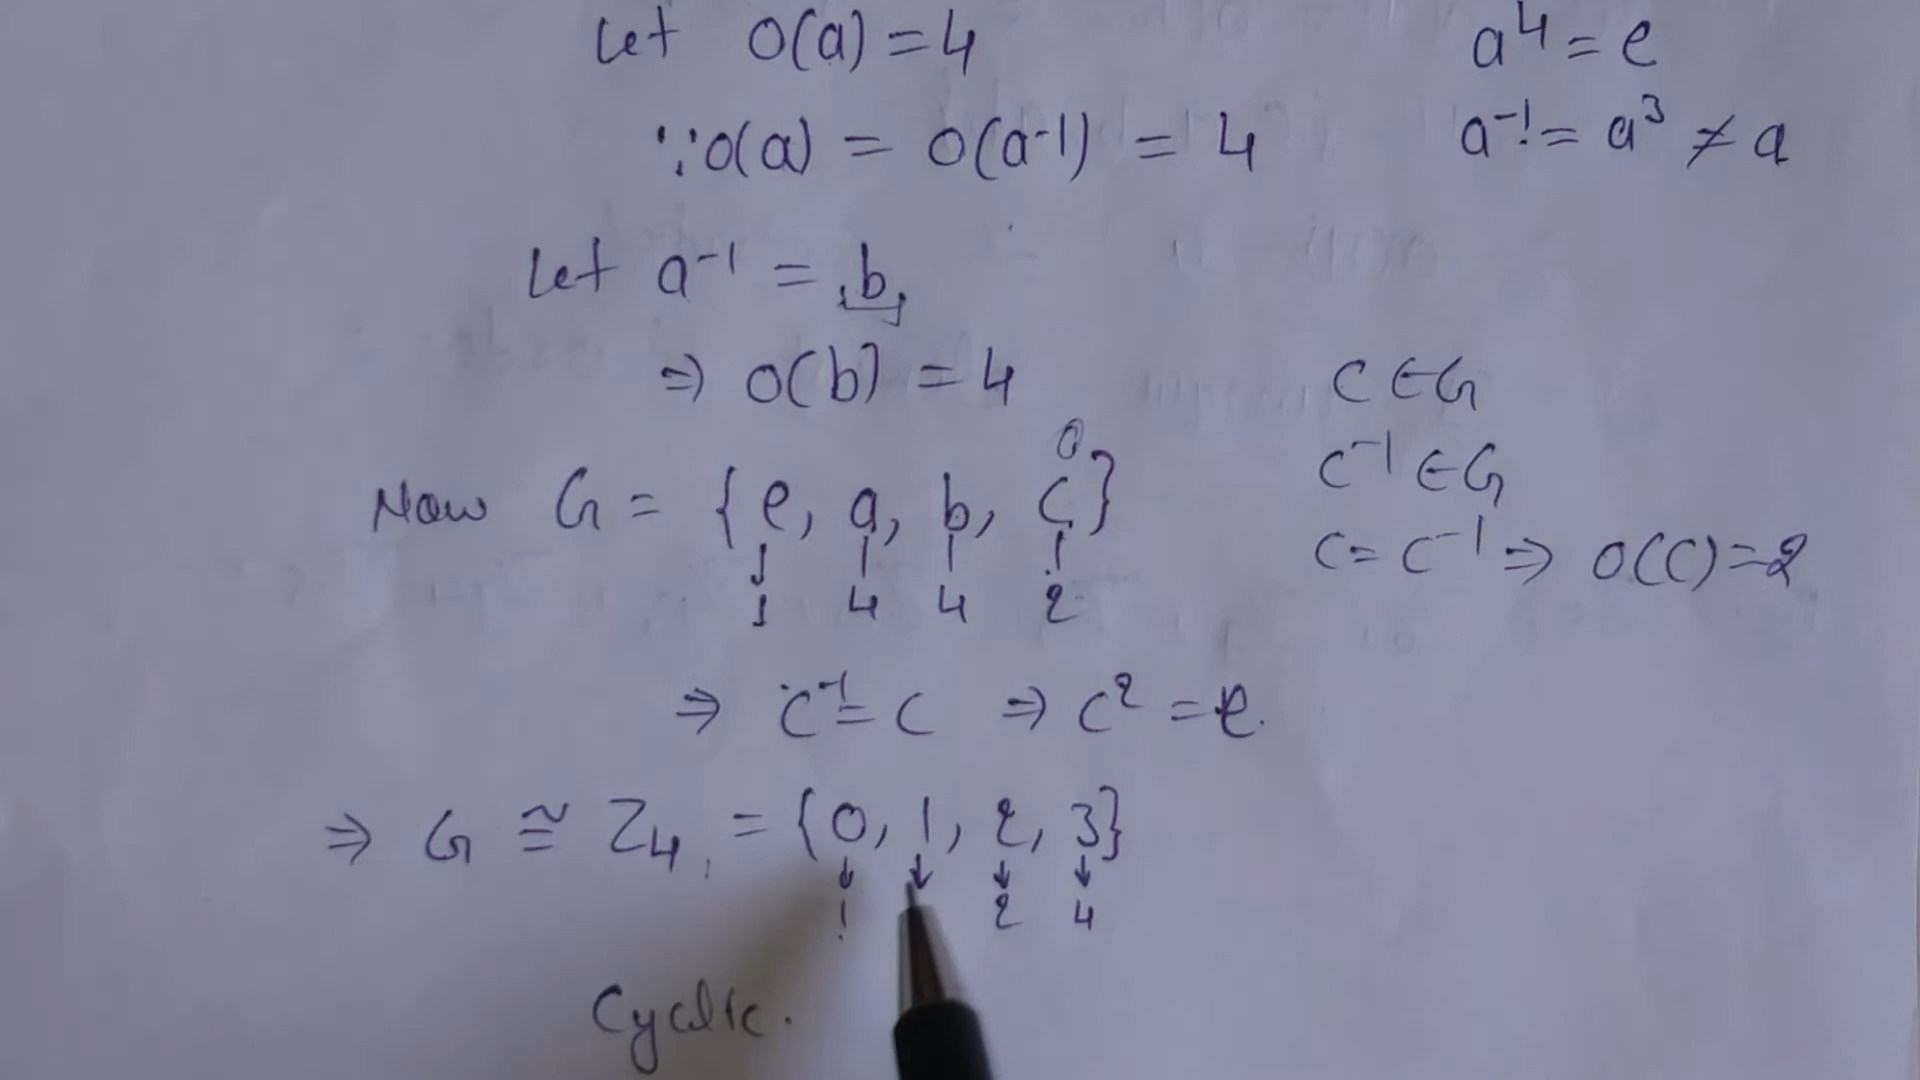 Let O(a) = 4
a⁴ = e
∵ o(a) = o(a-1) = 4
a⁻¹ = a³ ≠ a
Let a⁻¹ = b
⇒ o(b) = 4
C ∈ G
Now G = {e, a, b, c}
C⁻¹ ∈ G
1 4 4 2
C = C⁻¹ ⇒ O(C) = 2
⇒ C⁻¹ = C ⇒ C² = e.
⇒ G ≅ Z₄ = {0, 1, 2, 3}
↓ ↓ ↓ ↓
1 2 4
Cyclic.